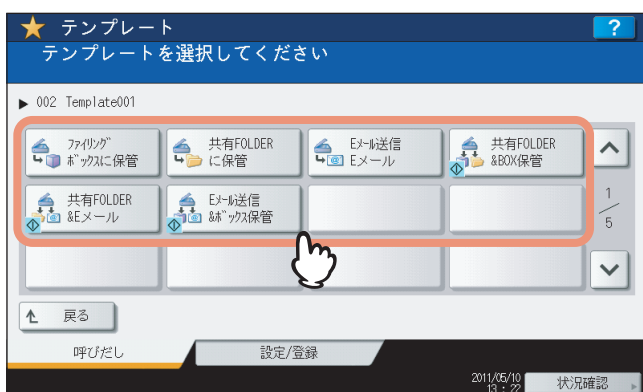 テンプレート
?
テンプレートを選択してください
002 Template001
ﾌｧｲﾘﾝｸﾞ
ﾎﾞｯｸｽに保管
共有FOLDER
に保管
Eﾒｰﾙ送信
Eメール
共有FOLDER
&BOX保管
共有FOLDER
&Eメール
Eﾒｰﾙ送信
&ﾎﾞｯｸｽ保管
1
5
戻る
呼びだし
設定/登録
2011/05/10
13 : 22
状況確認